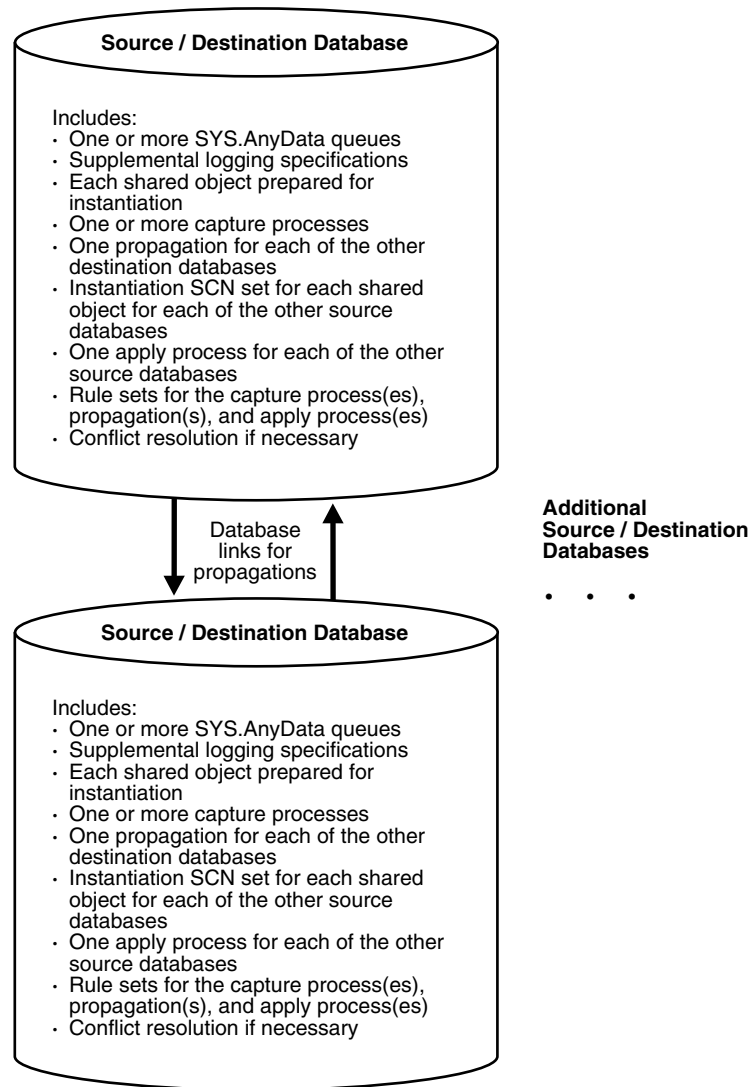 Source / Destination Database
Includes:
· One or more SYS.AnyData queues
· Supplemental logging specifications
· Each shared object prepared for
instantiation
· One or more capture processes
· One propagation for each of the other
destination databases
· Instantiation SCN set for each shared
object for each of the other source
databases
· One apply process for each of the other
source databases
· Rule sets for the capture process(es),
propagation(s), and apply process(es)
· Conflict resolution if necessary
Database
links for
propagations
Additional
Source / Destination
Databases
. . .
Source / Destination Database
Includes:
· One or more SYS.AnyData queues
· Supplemental logging specifications
· Each shared object prepared for
instantiation
· One or more capture processes
· One propagation for each of the other
destination databases
· Instantiation SCN set for each shared
object for each of the other source
databases
· One apply process for each of the other
source databases
· Rule sets for the capture process(es),
propagation(s), and apply process(es)
· Conflict resolution if necessary